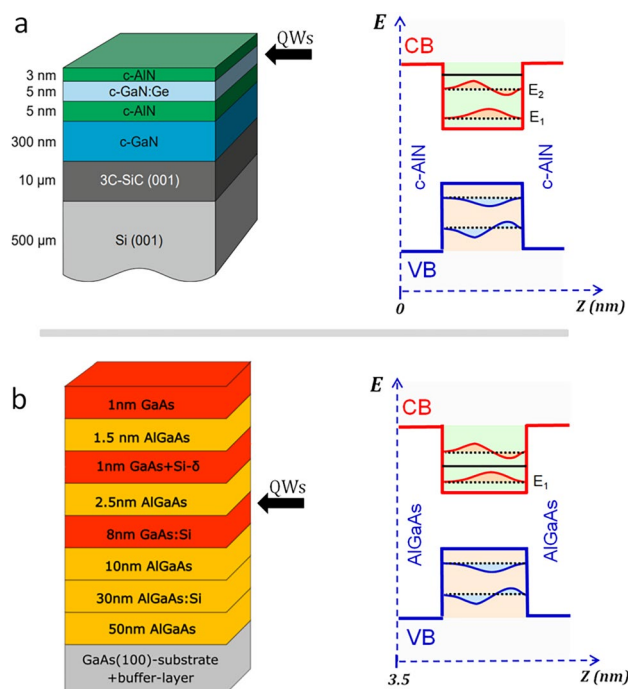 a
QWs
3 nm
c-AlN
5 nm
c-GaN:Ge
5 nm
c-AlN
300 nm
c-GaN
10 µm
3C-SiC (001)
500 µm
Si (001)
E
CB
E2
E1
c-AlN
c-AlN
VB
0
Z (nm)
b
1nm GaAs
1.5 nm AlGaAs
1nm GaAs+Si-δ
2.5nm AlGaAs
QWs
8nm GaAs:Si
10nm AlGaAs
30nm AlGaAs:Si
50nm AlGaAs
GaAs(100)-substrate
+buffer-layer
E
CB
E1
AlGaAs
AlGaAs
VB
3.5
Z (nm)